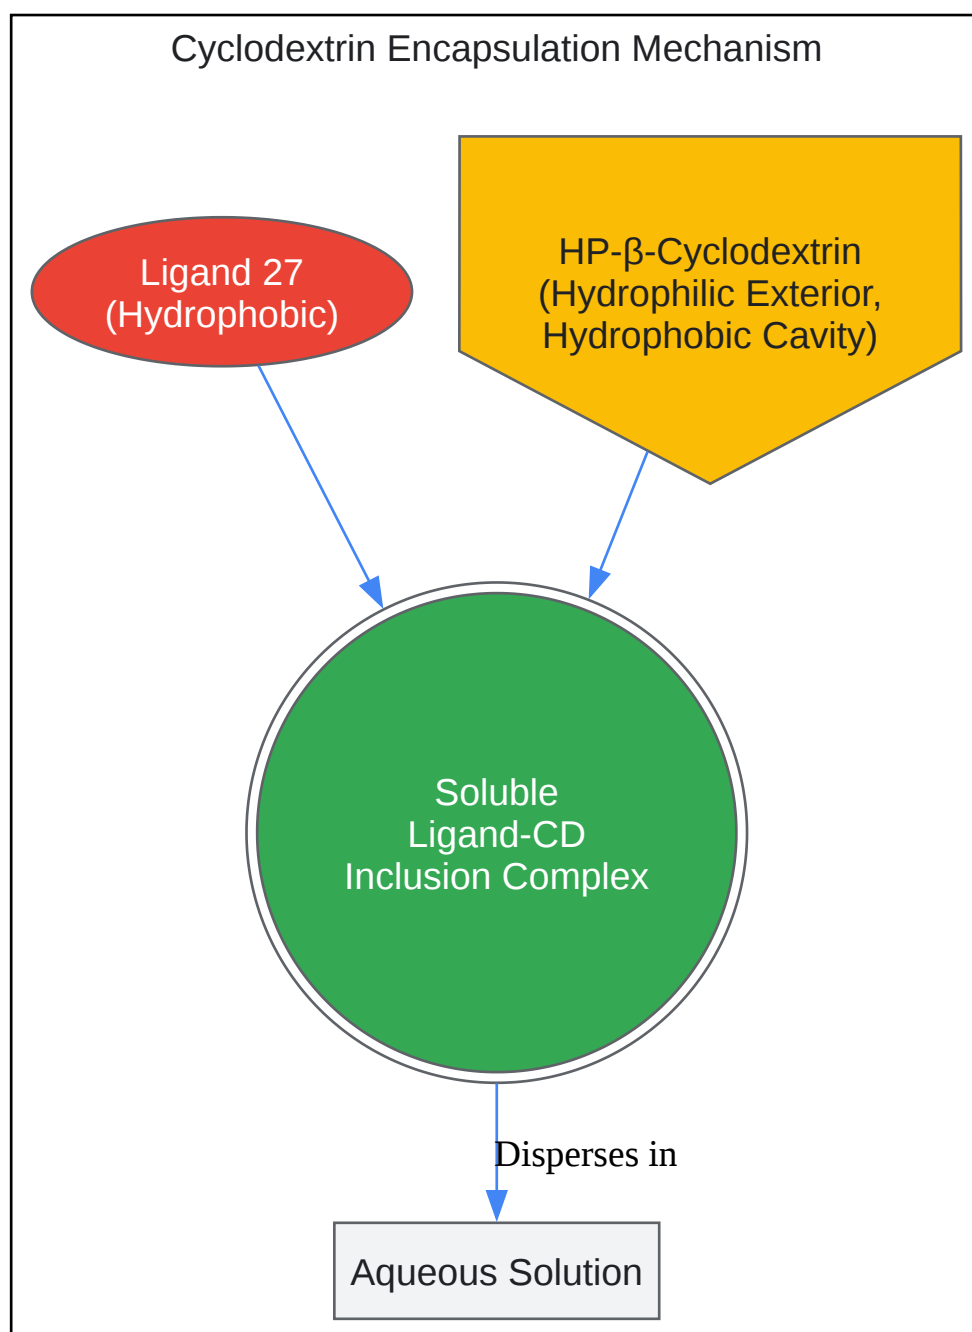 Cyclodextrin Encapsulation Mechanism
Ligand 27
(Hydrophobic)
HP-β-Cyclodextrin
(Hydrophilic Exterior,
Hydrophobic Cavity)
Soluble
Ligand-CD
Inclusion Complex
Disperses in
Aqueous Solution